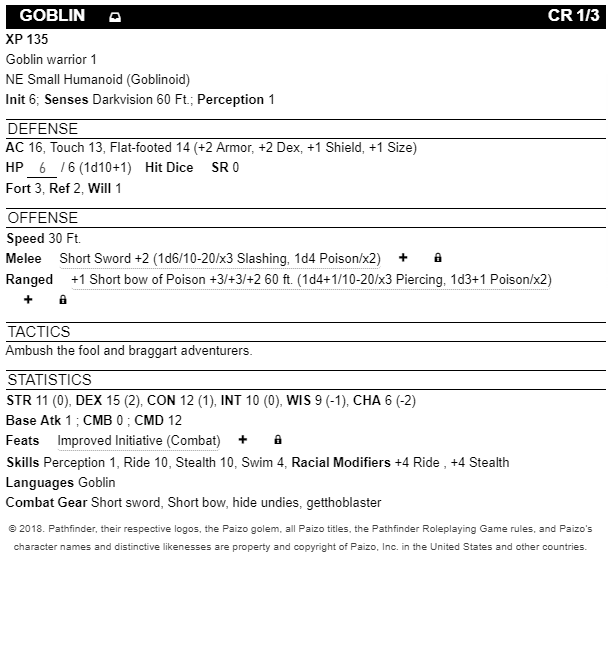 GOBLIN CR 1/3
XP 135
Goblin warrior 1
NE Small Humanoid (Goblinoid)
Init 6; Senses Darkvision 60 Ft.; Perception 1
DEFENSE
AC 16, Touch 13, Flat-footed 14 (+2 Armor, +2 Dex, +1 Shield, +1 Size)
HP 6 / 6 (1d10+1) Hit Dice SR 0
Fort 3, Ref 2, Will 1
OFFENSE
Speed 30 Ft.
Melee Short Sword +2 (1d6/10-20/x3 Slashing, 1d4 Poison/x2) +
Ranged +1 Short bow of Poison +3/+3/+2 60 ft. (1d4+1/10-20/x3 Piercing, 1d3+1 Poison/x2)
+
TACTICS
Ambush the fool and braggart adventurers.
STATISTICS
STR 11 (0), DEX 15 (2), CON 12 (1), INT 10 (0), WIS 9 (-1), CHA 6 (-2)
Base Atk 1 ; CMB 0 ; CMD 12
Feats Improved Initiative (Combat) +
Skills Perception 1, Ride 10, Stealth 10, Swim 4, Racial Modifiers +4 Ride , +4 Stealth
Languages Goblin
Combat Gear Short sword, Short bow, hide undies, getthoblaster
© 2018. Pathfinder, their respective logos, the Paizo golem, all Paizo titles, the Pathfinder Roleplaying Game rules, and Paizo's
character names and distinctive likenesses are property and copyright of Paizo, Inc. in the United States and other countries.